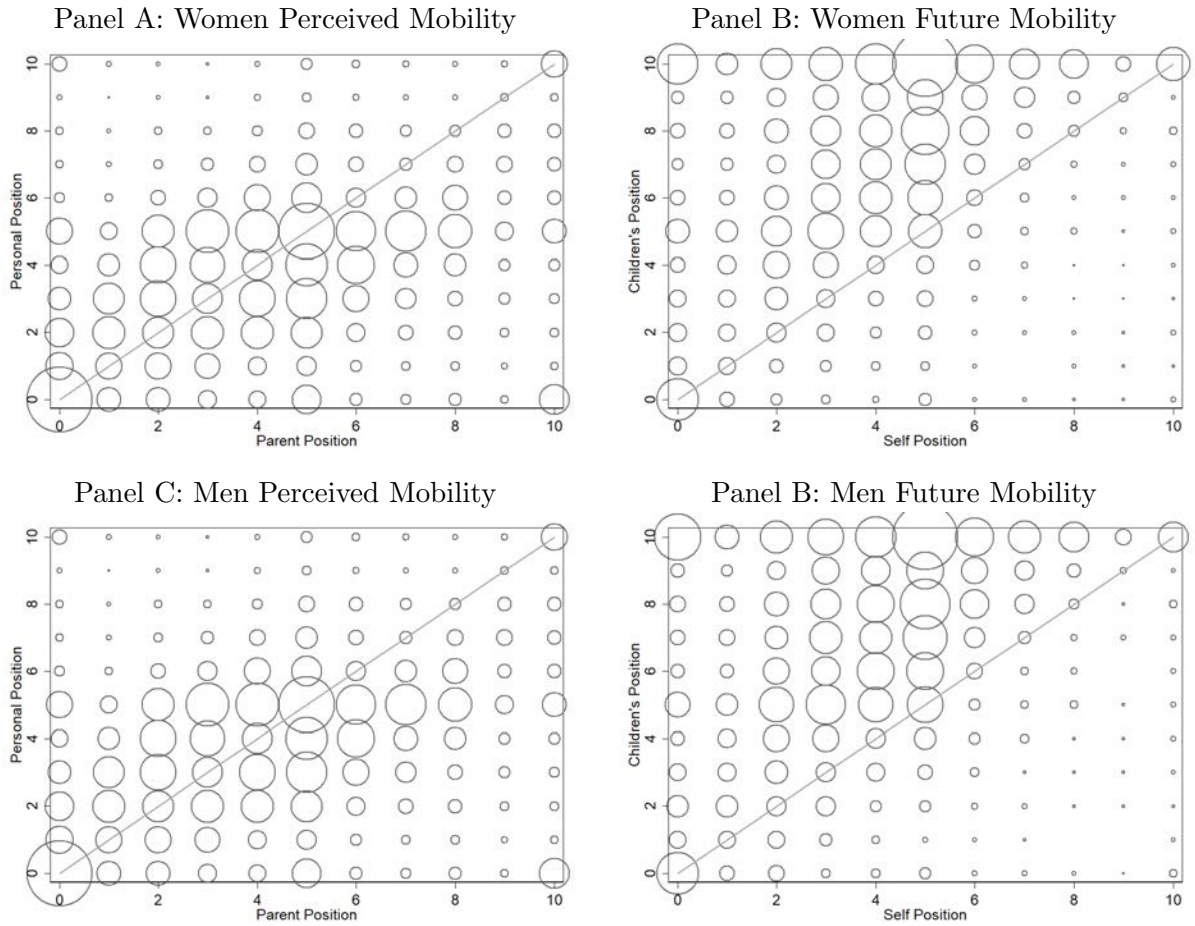 Panel A: Women Perceived Mobility
Personal Position
10
8
6
4
2
0
0 2 4 6 8 10
Parent Position
Panel B: Women Future Mobility
Children's Position
10
8
6
4
2
0
0 2 4 6 8 10
Self Position
Panel C: Men Perceived Mobility
Personal Position
10
8
6
4
2
0
0 2 4 6 8 10
Parent Position
Panel B: Men Future Mobility
Children's Position
10
8
6
4
2
0
0 2 4 6 8 10
Self Position